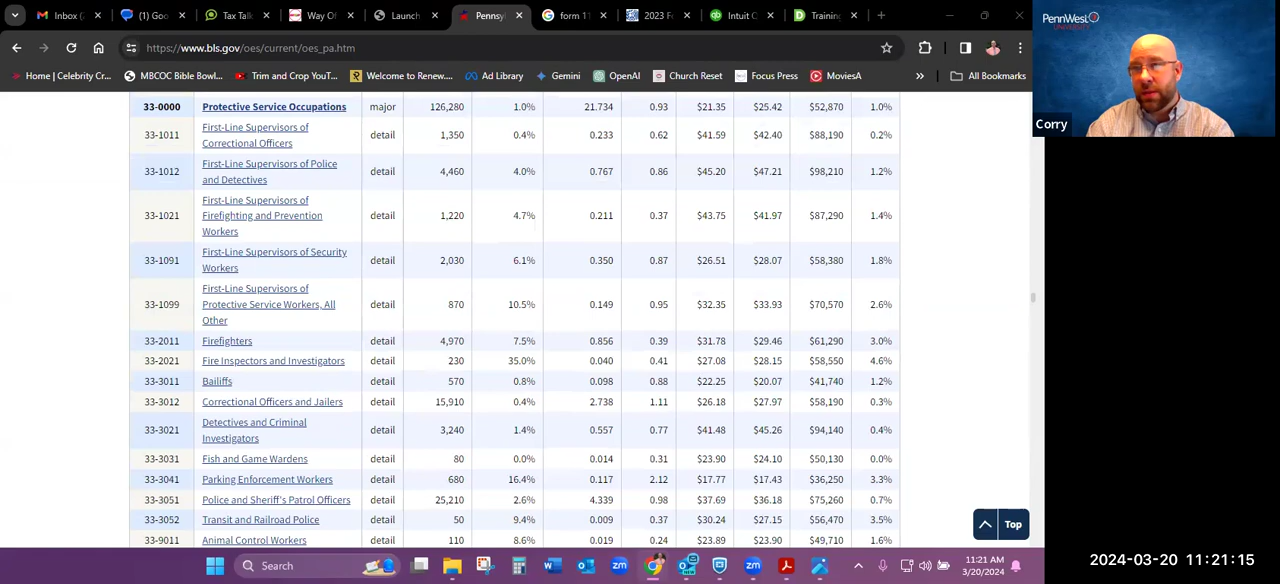 Inbox (
(1) Goo
Tax Talk
Way Of
Launch
Pennsyl
form 11
2023 Fo
Intuit C
Training
https://www.bls.gov/oes/current/oes_pa.htm
Home | Celebrity Cr...
MBCOC Bible Bowl...
Trim and Crop YouT...
Welcome to Renew....
Ad Library
Gemini
OpenAI
Church Reset
Focus Press
MoviesA
»
All Bookmarks
33-0000 Protective Service Occupations major 126,280 1.0% 21.734 0.93 $21.35 $25.42 $52,870 1.0%
33-1011 First-Line Supervisors of Correctional Officers detail 1,350 0.4% 0.233 0.62 $41.59 $42.40 $88,190 0.2%
33-1012 First-Line Supervisors of Police and Detectives detail 4,460 4.0% 0.767 0.86 $45.20 $47.21 $98,210 1.2%
33-1021 First-Line Supervisors of Firefighting and Prevention Workers detail 1,220 4.7% 0.211 0.37 $43.75 $41.97 $87,290 1.4%
33-1091 First-Line Supervisors of Security Workers detail 2,030 6.1% 0.350 0.87 $26.51 $28.07 $58,380 1.8%
33-1099 First-Line Supervisors of Protective Service Workers, All Other detail 870 10.5% 0.149 0.95 $32.35 $33.93 $70,570 2.6%
33-2011 Firefighters detail 4,970 7.5% 0.856 0.39 $31.78 $29.46 $61,290 3.0%
33-2021 Fire Inspectors and Investigators detail 230 35.0% 0.040 0.41 $27.08 $28.15 $58,550 4.6%
33-3011 Bailiffs detail 570 0.8% 0.098 0.88 $22.25 $20.07 $41,740 1.2%
33-3012 Correctional Officers and Jailers detail 15,910 0.4% 2.738 1.11 $26.18 $27.97 $58,190 0.3%
33-3021 Detectives and Criminal Investigators detail 3,240 1.4% 0.557 0.77 $41.48 $45.26 $94,140 0.4%
33-3031 Fish and Game Wardens detail 80 0.0% 0.014 0.31 $23.90 $24.10 $50,130 0.0%
33-3041 Parking Enforcement Workers detail 680 16.4% 0.117 2.12 $17.77 $17.43 $36,250 3.3%
33-3051 Police and Sheriff's Patrol Officers detail 25,210 2.6% 4.339 0.98 $37.69 $36.18 $75,260 0.7%
33-3052 Transit and Railroad Police detail 50 9.4% 0.009 0.37 $30.24 $27.15 $56,470 3.5%
33-9011 Animal Control Workers detail 110 8.6% 0.019 0.24 $23.89 $23.90 $49,710 1.6%
Top
Search
11:21 AM
3/20/2024
PennWest
UNIVERSITY
Corry
2024-03-20 11:21:15